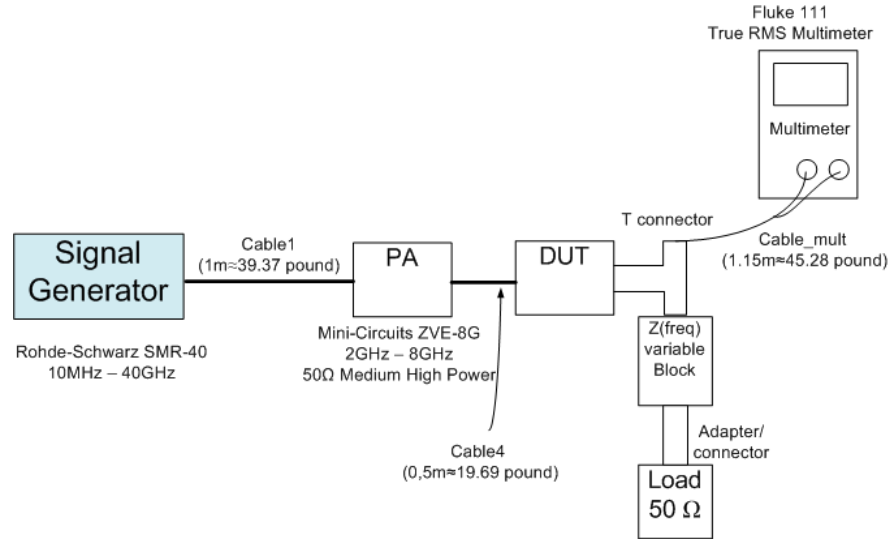 Fluke 111
True RMS Multimeter
Multimeter
T connector
Cable_mult
(1.15m≈45.28 pound)
Signal
Generator
Cable1
(1m≈39.37 pound)
PA
DUT
Rohde-Schwarz SMR-40
10MHz – 40GHz
Mini-Circuits ZVE-8G
2GHz – 8GHz
50Ω Medium High Power
Z(freq)
variable
Block
Cable4
(0,5m≈19.69 pound)
Adapter/
connector
Load
50 Ω